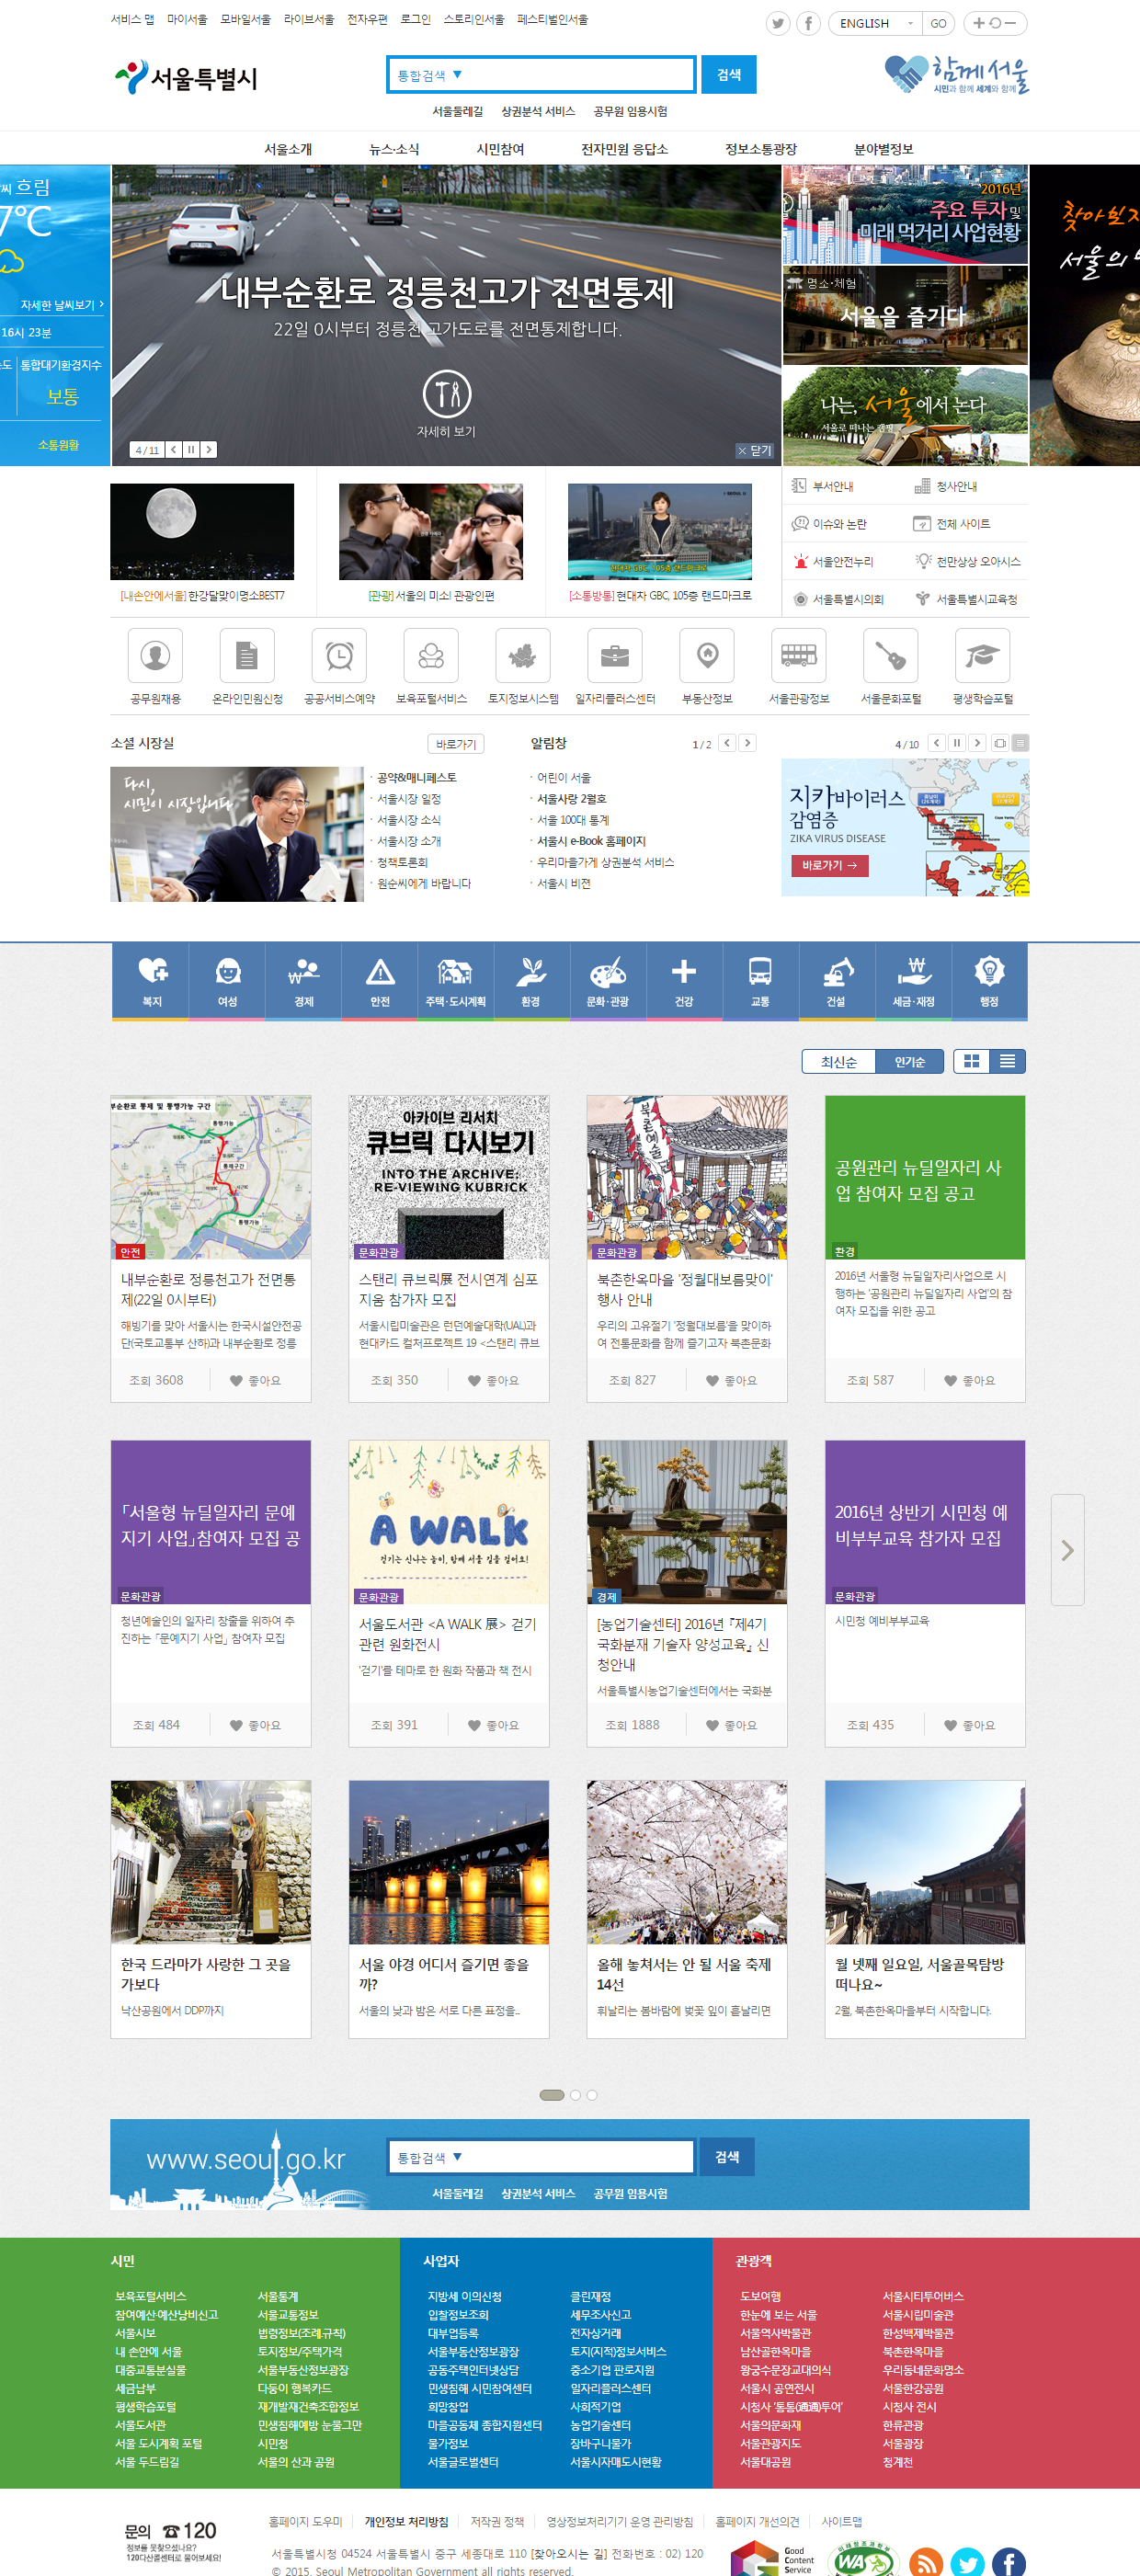 서비스 맵 마이서울 모바일서울 라이브서울 전자우편 로그인 스토리인서울 페스티벌인서울
ENGLISH GO
서울특별시
통합검색 ▼ 검색
함께서울
시민과 함께 세계와 함께
서울둘레길 상권분석 서비스 공무원 임용시험
서울소개 뉴스·소식 시민참여 전자민원 응답소 정보소통광장 분야별정보
씨 흐림
7℃
자세한 날씨보기
16시 23분
도 통합대기환경지수
보통
소통원활
내부순환로 정릉천고가 전면통제
22일 0시부터 정릉천 고가도로를 전면통제합니다.
자세히 보기
4 / 11
닫기
2016년
주요 투자 및
미래 먹거리 사업현황
명소·체험
서울을 즐기다
나는, 서울에서 논다
서울로 떠나는 캠핑
찾아보자
서울의
[내손안에서울] 한강달맞이명소BEST7
[관광] 서울의 미소! 관광인편
현대차 GBC, 105층 랜드마크로
[소통방통] 현대차 GBC, 105층 랜드마크로
부서안내 청사안내
이슈와 논란 전체 사이트
서울안전누리 천만상상 오아시스
서울특별시의회 서울특별시교육청
공무원채용 온라인민원신청 공공서비스예약 보육포털서비스 토지정보시스템 일자리플러스센터 부동산정보 서울관광정보 서울문화포털 평생학습포털
소셜 시장실 바로가기
다시,
시민이 시장입니다
공약&매니페스토
서울시장 일정
서울시장 소식
서울시장 소개
청책토론회
원순씨에게 바랍니다
알림창 1 / 2
어린이 서울
서울사랑 2월호
서울 100대 통계
서울시 e-Book 홈페이지
우리마을가게 상권분석 서비스
서울시 비전
4 / 10
지카바이러스
감염증
ZIKA VIRUS DISEASE
바로가기 →
복지 여성 경제 안전 주택·도시계획 환경 문화·관광 건강 교통 건설 세금·재정 행정
최신순 인기순
부순환로 통제 및 통행가능 구간
통행가능
통제구간
통행가능
안전
내부순환로 정릉천고가 전면통
제(22일 0시부터)
해빙기를 맞아 서울시는 한국시설안전공
단(국토교통부 산하)과 내부순환로 정릉
조회 3608 좋아요
아카이브 리서치
큐브릭 다시보기
INTO THE ARCHIVE:
RE-VIEWING KUBRICK
문화관광
스탠리 큐브릭展 전시연계 심포
지움 참가자 모집
서울시립미술관은 런던예술대학(UAL)과
현대카드 컬처프로젝트 19 <스탠리 큐브
조회 350 좋아요
북촌예술단
문화관광
북촌한옥마을 '정월대보름맞이'
행사 안내
우리의 고유절기 '정월대보름'을 맞이하
여 전통문화를 함께 즐기고자 북촌문화
조회 827 좋아요
공원관리 뉴딜일자리 사
업 참여자 모집 공고
환경
2016년 서울형 뉴딜일자리사업으로 시
행하는 '공원관리 뉴딜일자리 사업'의 참
여자 모집을 위한 공고
조회 587 좋아요
「서울형 뉴딜일자리 문예
지기 사업」참여자 모집 공
문화관광
청년예술인의 일자리 창출을 위하여 추
진하는 「문예지기 사업」 참여자 모집
조회 484 좋아요
A WALK
걷기는 신나는 놀이, 함께 서울 길을 걸어요!
문화관광
서울도서관 <A WALK 展> 걷기
관련 원화전시
'걷기'를 테마로 한 원화 작품과 책 전시
조회 391 좋아요
경제
[농업기술센터] 2016년 『제4기
국화분재 기술자 양성교육』 신
청안내
서울특별시농업기술센터에서는 국화분
조회 1888 좋아요
2016년 상반기 시민청 예
비부부교육 참가자 모집
문화관광
시민청 예비부부교육
조회 435 좋아요
한국 드라마가 사랑한 그 곳을
가보다
낙산공원에서 DDP까지
서울 야경 어디서 즐기면 좋을
까?
서울의 낮과 밤은 서로 다른 표정을...
올해 놓쳐서는 안 될 서울 축제
14선
휘날리는 봄바람에 벚꽃 잎이 흩날리면
월 넷째 일요일, 서울골목탐방
떠나요~
2월, 북촌한옥마을부터 시작합니다.
www.seoul.go.kr
통합검색 ▼ 검색
서울둘레길 상권분석 서비스 공무원 임용시험
시민
보육포털서비스 서울통계
참여예산·예산낭비신고 서울교통정보
서울시보 법령정보(조례·규칙)
내 손안에 서울 토지정보/주택가격
대중교통분실물 서울부동산정보광장
세금납부 다둥이 행복카드
평생학습포털 재개발재건축조합정보
서울도서관 민생침해예방 눈물그만
서울 도시계획 포털 시민청
서울 두드림길 서울의 산과 공원
사업자
지방세 이의신청 클린재정
입찰정보조회 세무조사신고
대부업등록 전자상거래
서울부동산정보광장 토지(지적)정보서비스
공동주택인터넷상담 중소기업 판로지원
민생침해 시민참여센터 일자리플러스센터
희망창업 사회적기업
마을공동체 종합지원센터 농업기술센터
물가정보 장바구니물가
서울글로벌센터 서울시자매도시현황
관광객
도보여행 서울시티투어버스
한눈에 보는 서울 서울시립미술관
서울역사박물관 한성백제박물관
남산골한옥마을 북촌한옥마을
왕궁수문장교대의식 우리동네문화명소
서울시 공연전시 서울한강공원
시청사 '통통(通通)투어' 시청사 전시
서울의문화재 한류관광
서울관광지도 서울광장
서울대공원 청계천
문의 ☎120
정보를 못찾으셨나요?
120다산콜센터로 물어보세요!
홈페이지 도우미 개인정보 처리방침 저작권 정책 영상정보처리기기 운영 관리방침 홈페이지 개선의견 사이트맵
서울특별시청 04524 서울특별시 중구 세종대로 110 [찾아오시는 길] 전화번호 : 02) 120
© 2015. Seoul Metropolitan Government all rights reserved.
Good
Content
Service
WA